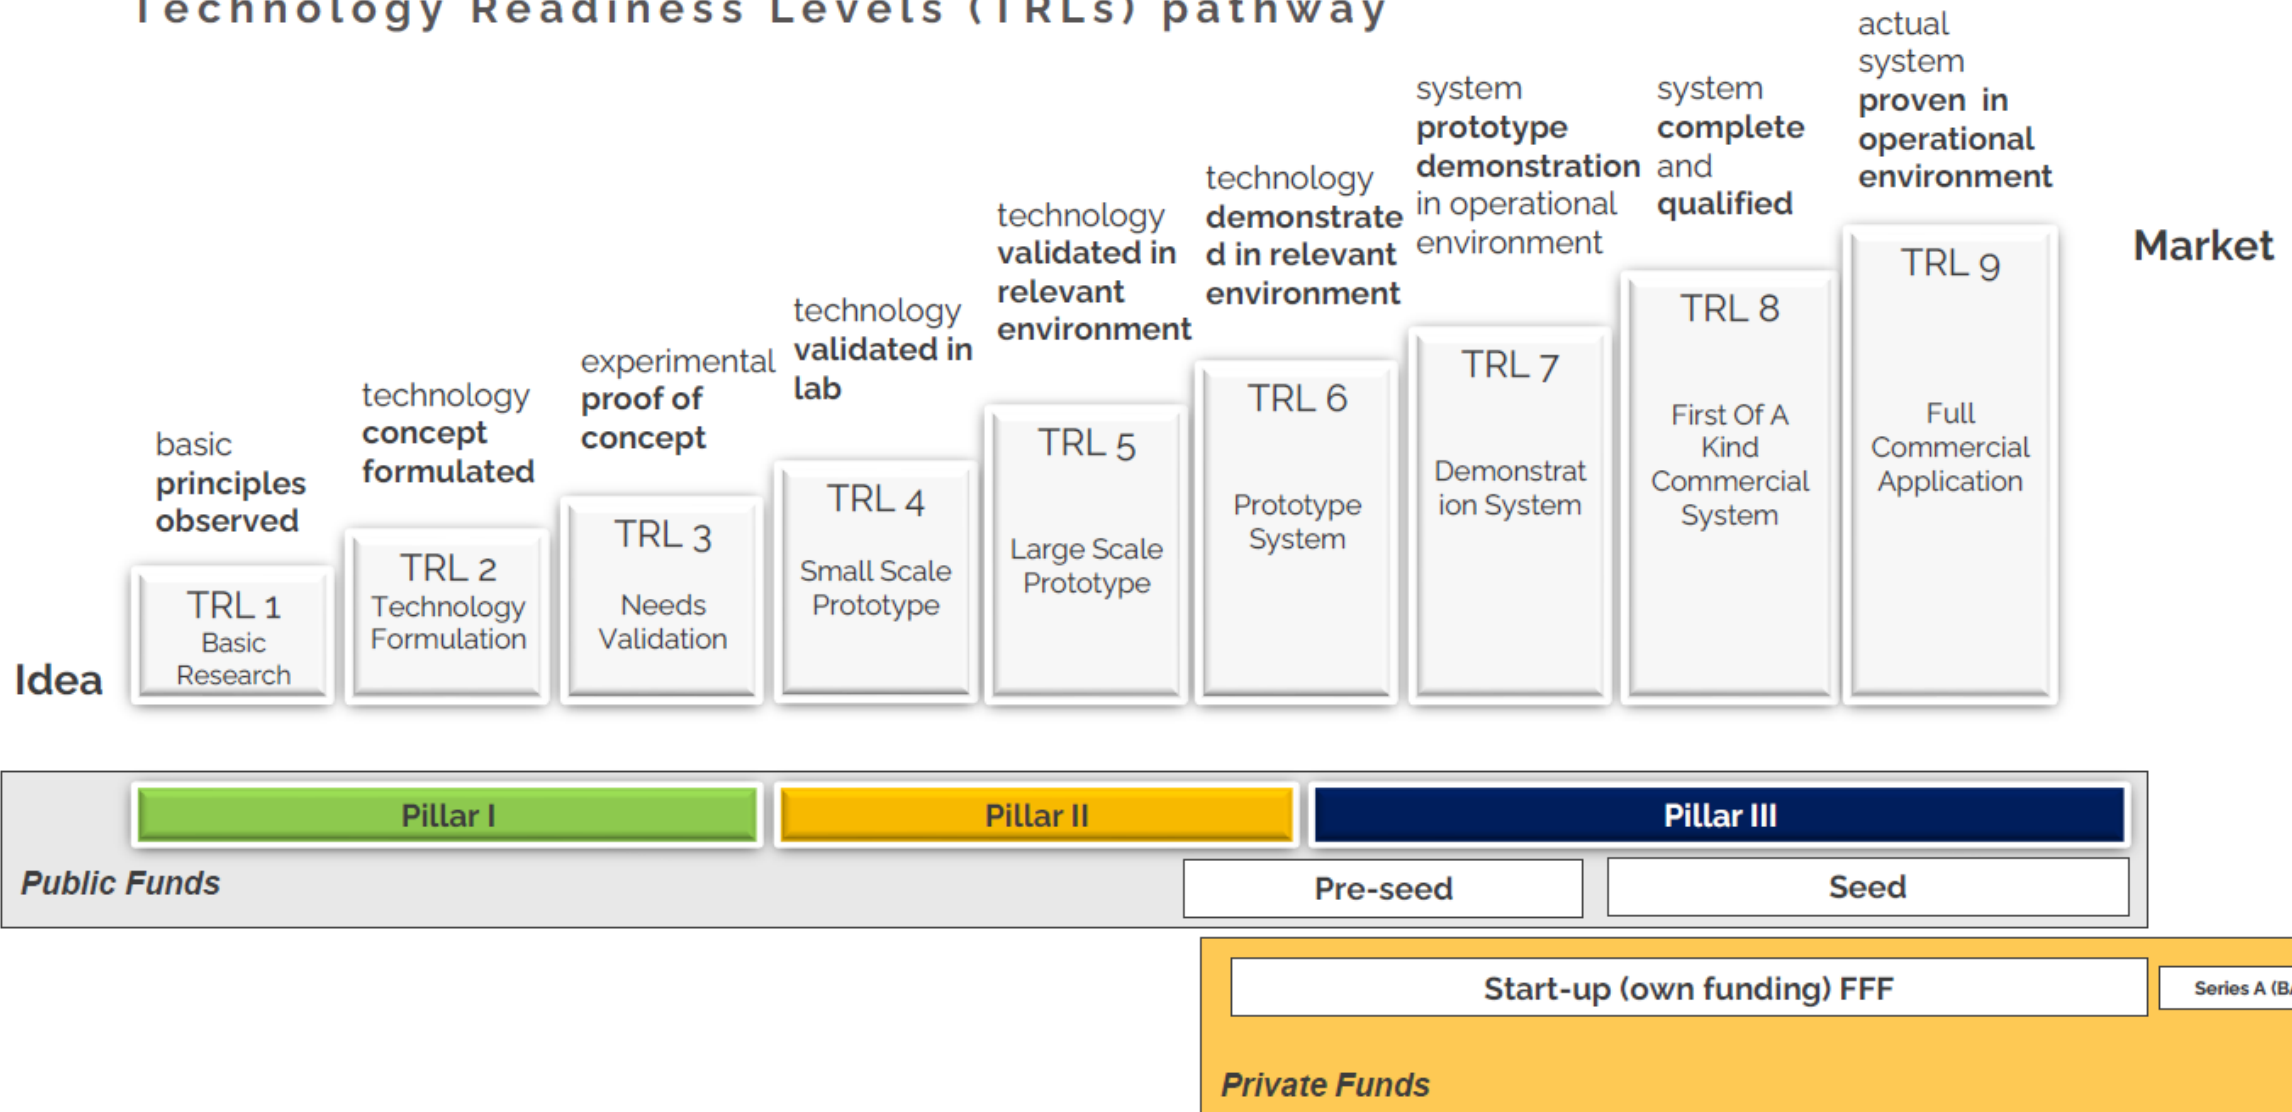 Technology Readiness Levels (TRLs) pathway
basic
principles
observed
technology
concept
formulated
experimental
proof of
concept
technology
validated in
lab
technology
validated in
relevant
environment
technology
demonstrate
d in relevant
environment
system
prototype
demonstration
in operational
environment
system
complete
and
qualified
actual
system
proven in
operational
environment
Idea
TRL 1
Basic
Research
TRL 2
Technology
Formulation
TRL 3
Needs
Validation
TRL 4
Small Scale
Prototype
TRL 5
Large Scale
Prototype
TRL 6
Prototype
System
TRL 7
Demonstrat
ion System
TRL 8
First Of A
Kind
Commercial
System
TRL 9
Full
Commercial
Application
Market
Pillar I
Pillar II
Pillar III
Public Funds
Pre-seed
Seed
Start-up (own funding) FFF
Series A
Private Funds